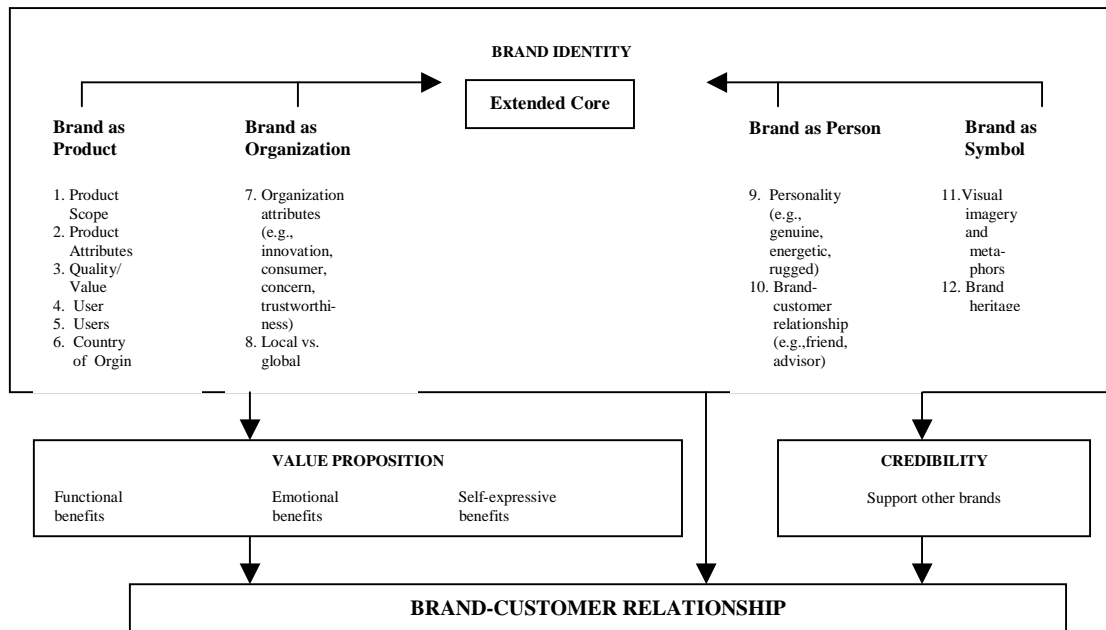 BRAND IDENTITY
Extended Core
Brand as
Product
1. Product
Scope
2. Product
Attributes
3. Quality/
Value
4. User
5. Users
6. Country
of Orgin
Brand as
Organization
7. Organization
attributes
(e.g.,
innovation,
consumer,
concern,
trustworthi-
ness)
8. Local vs.
global
Brand as Person
9. Personality
(e.g.,
genuine,
energetic,
rugged)
10. Brand-
customer
relationship
(e.g.,friend,
advisor)
Brand as
Symbol
11.Visual
imagery
and
meta-
phors
12. Brand
heritage
VALUE PROPOSITION
Functional
benefits
Emotional
benefits
Self-expressive
benefits
CREDIBILITY
Support other brands
BRAND-CUSTOMER RELATIONSHIP